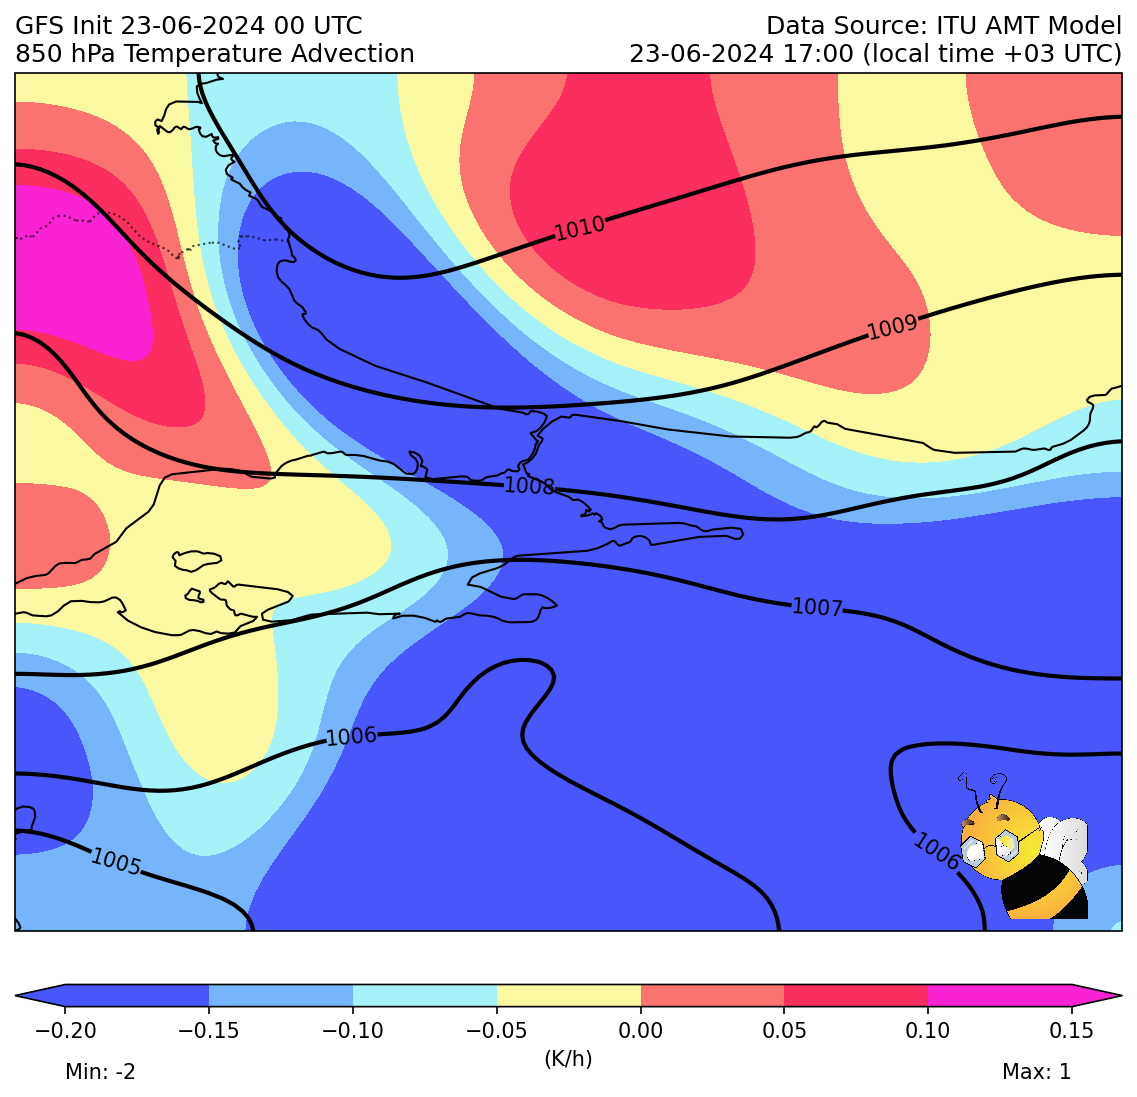 GFS Init 23-06-2024 00 UTC
Data Source: ITU AMT Model
850 hPa Temperature Advection
23-06-2024 17:00 (local time +03 UTC)
1010
1009
1008
1007
1006
1006
1005
−0.20 −0.15 −0.10 −0.05 0.00 0.05 0.10 0.15
(K/h)
Min: -2
Max: 1